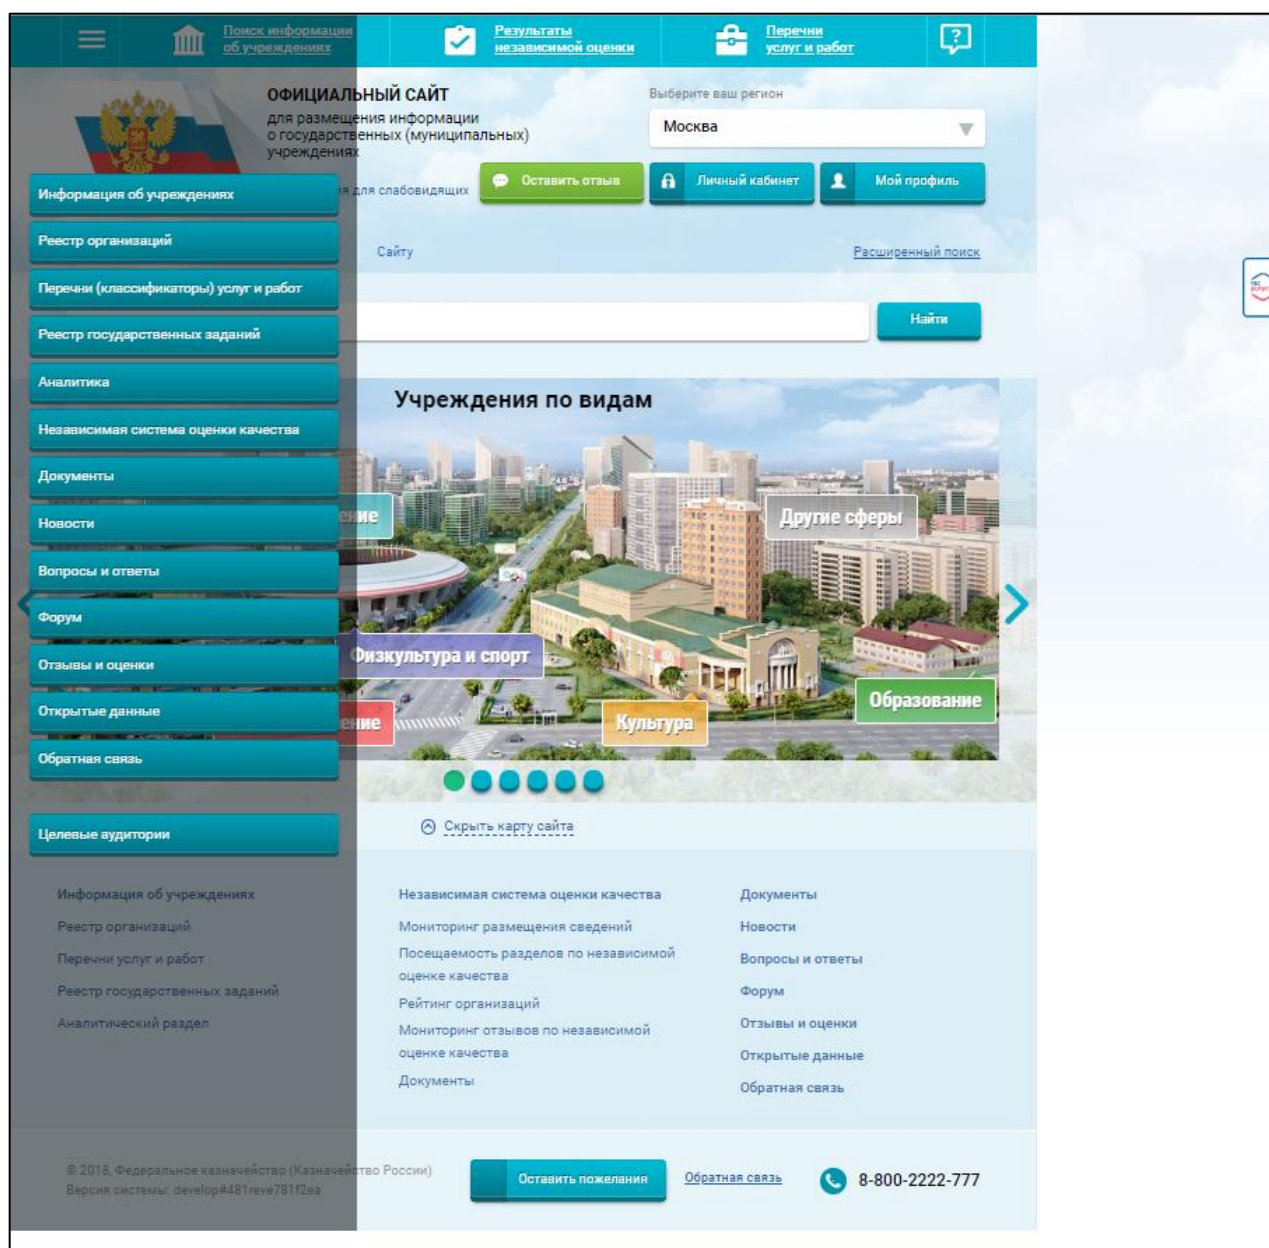 Поиск информации
об учреждениях
Результаты
независимой оценки
Перечни
услуг и работ
ОФИЦИАЛЬНЫЙ САЙТ
для размещения информации
о государственных (муниципальных)
учреждениях
Выберите ваш регион
Москва
для слабовидящих
Оставить отзыв
Личный кабинет
Мой профиль
Сайту
Расширенный поиск
Найти
Информация об учреждениях
Реестр организаций
Перечни (классификаторы) услуг и работ
Реестр государственных заданий
Аналитика
Независимая система оценки качества
Документы
Новости
Вопросы и ответы
Форум
Отзывы и оценки
Открытые данные
Обратная связь
Целевые аудитории
Учреждения по видам
ение
Другие сферы
Физкультура и спорт
Образование
ение
Культура
Скрыть карту сайта
Информация об учреждениях
Реестр организаций
Перечни услуг и работ
Реестр государственных заданий
Аналитический раздел
Независимая система оценки качества
Мониторинг размещения сведений
Посещаемость разделов по независимой
оценке качества
Рейтинг организаций
Мониторинг отзывов по независимой
оценке качества
Документы
Документы
Новости
Вопросы и ответы
Форум
Отзывы и оценки
Открытые данные
Обратная связь
© 2018, Федеральное казначейство (Казначейство России)
Версия системы: develop#481reve781f2ea
Оставить пожелания
Обратная связь
8-800-2222-777